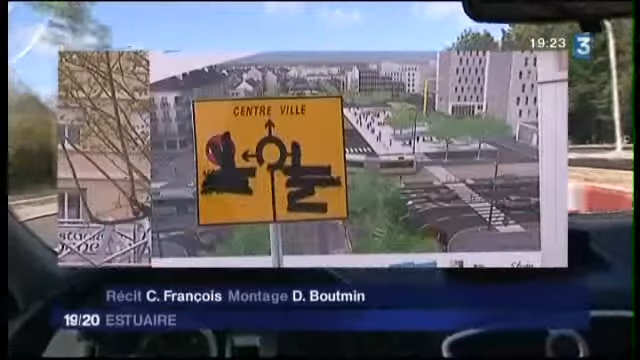 19:23 3
CENTRE VILLE
Récit C. François Montage D. Boutmin
19/20 ESTUAIRE